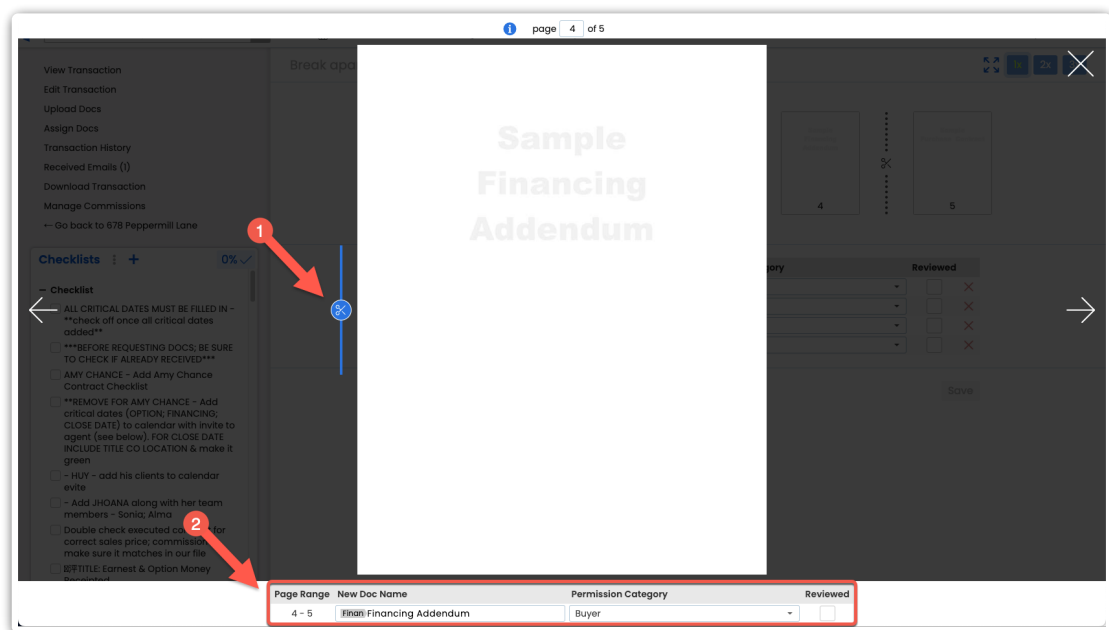 page 4 of 5
View Transaction
Edit Transaction
Upload Docs
Assign Docs
Transaction History
Received Emails (1)
Download Transaction
Manage Commissions
← Go back to 678 Peppermill Lane
Break apa
1x 2x
Sample
Financing
Addendum
4
5
1
Checklists
0%
gory
Reviewed
Checklist
ALL CRITICAL DATES MUST BE FILLED IN -
**check off once all critical dates
added**
***BEFORE REQUESTING DOCS; BE SURE
TO CHECK IF ALREADY RECEIVED***
AMY CHANCE - Add Amy Chance
Contract Checklist
**REMOVE FOR AMY CHANCE - Add
critical dates (OPTION; FINANCING;
CLOSE DATE) to calendar with invite to
agent (see below). FOR CLOSE DATE
INCLUDE TITLE CO LOCATION & make it
green
- HUY - add his clients to calendar
evite
- Add JHOANA along with her team
members - Sonia; Alma
Double check executed co for
correct sales price; commission
make sure it matches in our file
TITLE: Earnest & Option Money
Receipted
Save
2
Page Range New Doc Name Permission Category Reviewed
4 - 5 Finan Financing Addendum Buyer